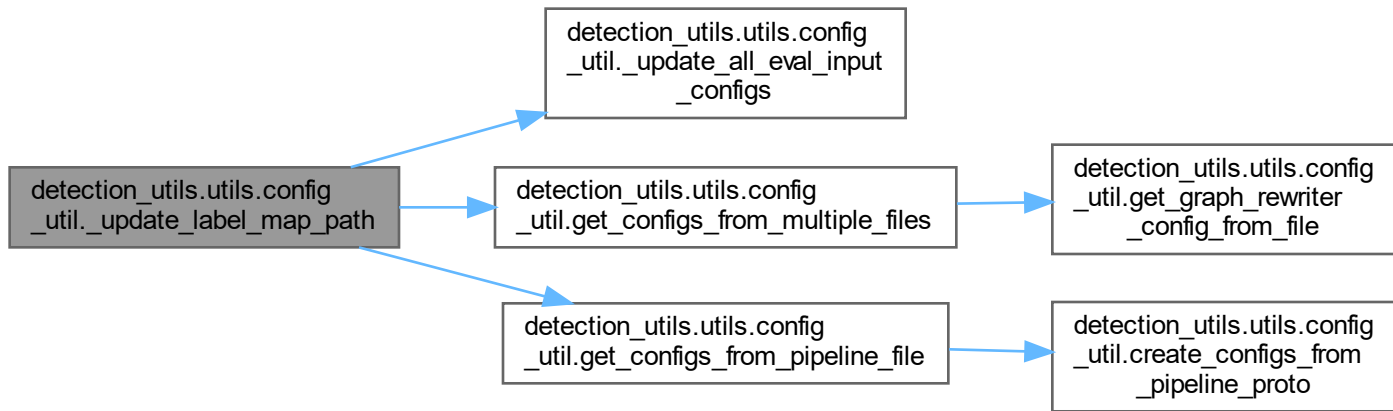 detection_utils.utils.config
_util._update_all_eval_input
_configs
detection_utils.utils.config
_util._update_label_map_path
detection_utils.utils.config
_util.get_configs_from_multiple_files
detection_utils.utils.config
_util.get_graph_rewriter
_config_from_file
detection_utils.utils.config
_util.get_configs_from_pipeline_file
detection_utils.utils.config
_util.create_configs_from
_pipeline_proto